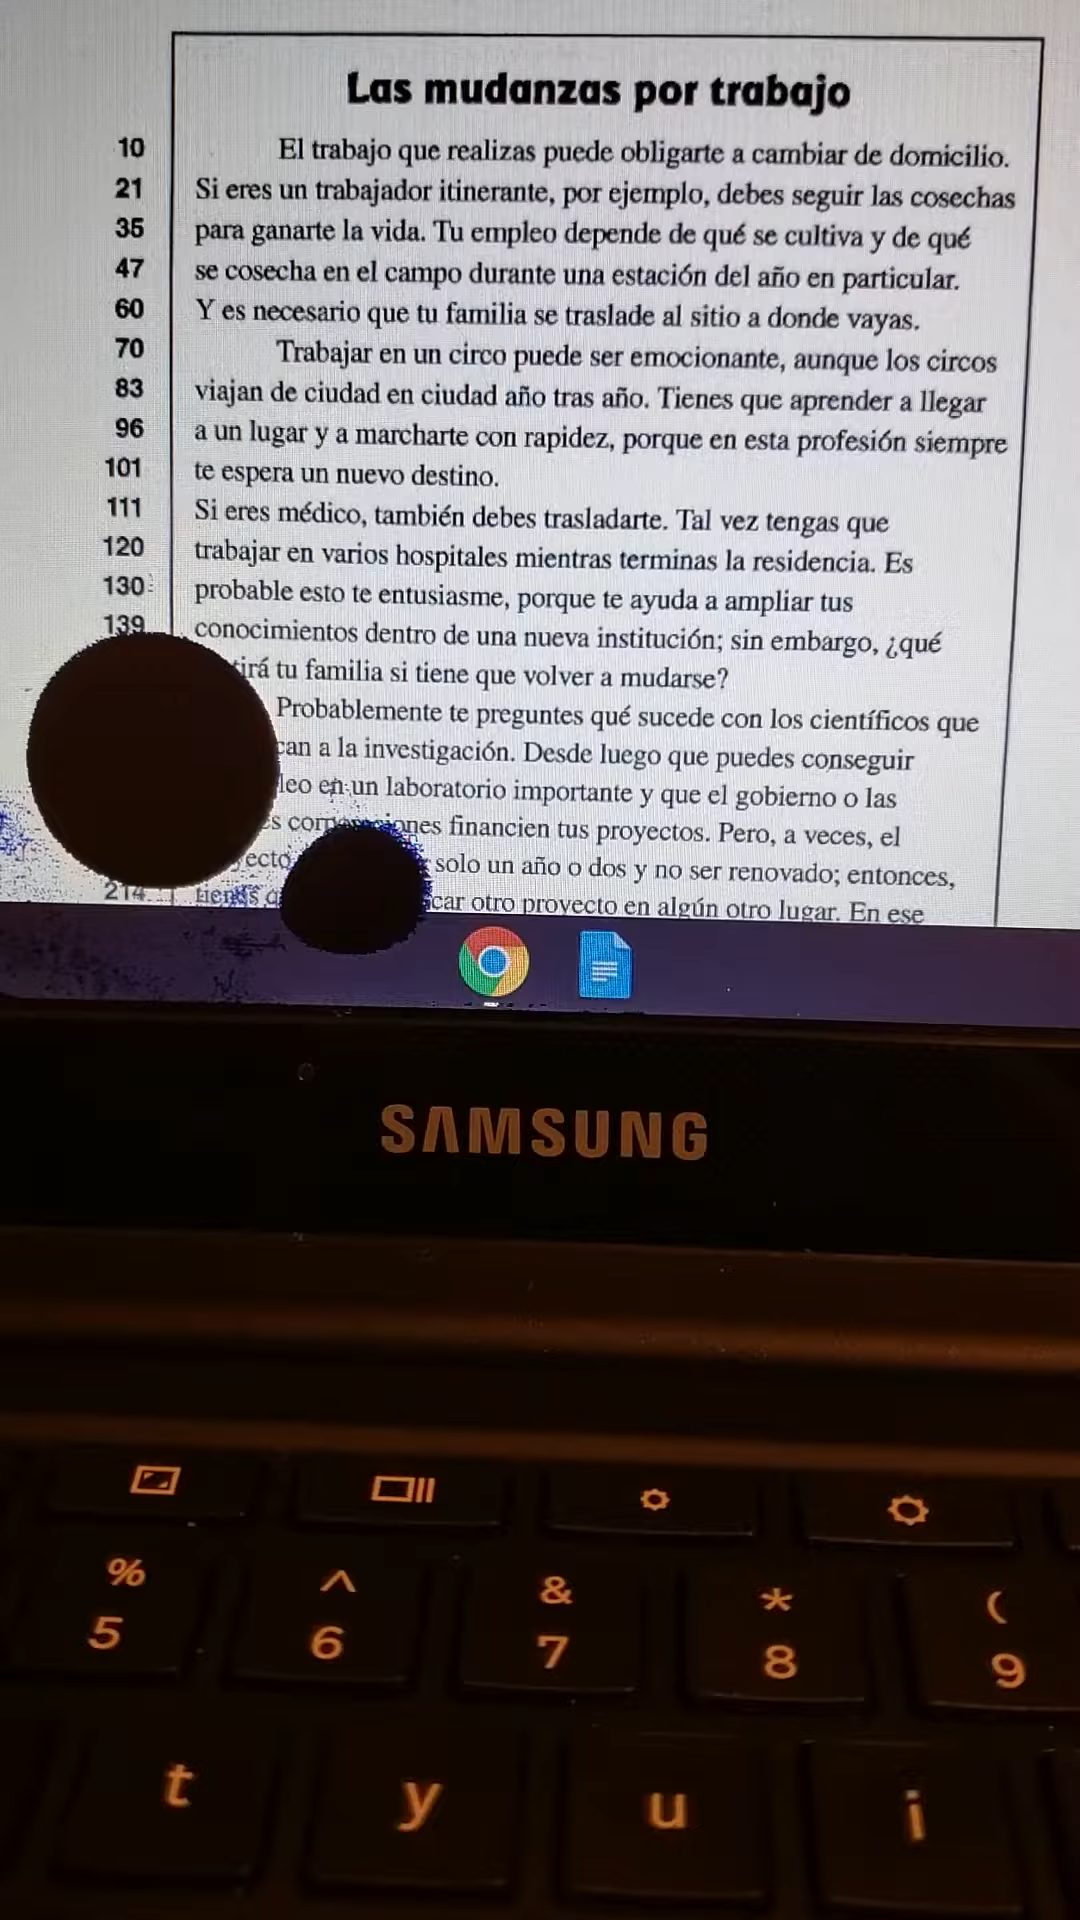 Las mudanzas por trabajo
10 El trabajo que realizas puede obligarte a cambiar de domicilio.
21 Si eres un trabajador itinerante, por ejemplo, debes seguir las cosechas
35 para ganarte la vida. Tu empleo depende de qué se cultiva y de qué
47 se cosecha en el campo durante una estación del año en particular.
60 Y es necesario que tu familia se traslade al sitio a donde vayas.
70 Trabajar en un circo puede ser emocionante, aunque los circos
83 viajan de ciudad en ciudad año tras año. Tienes que aprender a llegar
96 a un lugar y a marcharte con rapidez, porque en esta profesión siempre
101 te espera un nuevo destino.
111 Si eres médico, también debes trasladarte. Tal vez tengas que
120 trabajar en varios hospitales mientras terminas la residencia. Es
130 probable esto te entusiasme, porque te ayuda a ampliar tus
139 conocimientos dentro de una nueva institución; sin embargo, ¿qué
tu familia si tiene que volver a mudarse?
Probablemente te preguntes qué sucede con los científicos que
a la investigación. Desde luego que puedes conseguir
en un laboratorio importante y que el gobierno o las
financien tus proyectos. Pero, a veces, el
solo un año o dos y no ser renovado; entonces,
214 tienes otro proyecto en algún otro lugar. En ese
SAMSUNG
% ^ & * (
5 6 7 8 9
t y u i